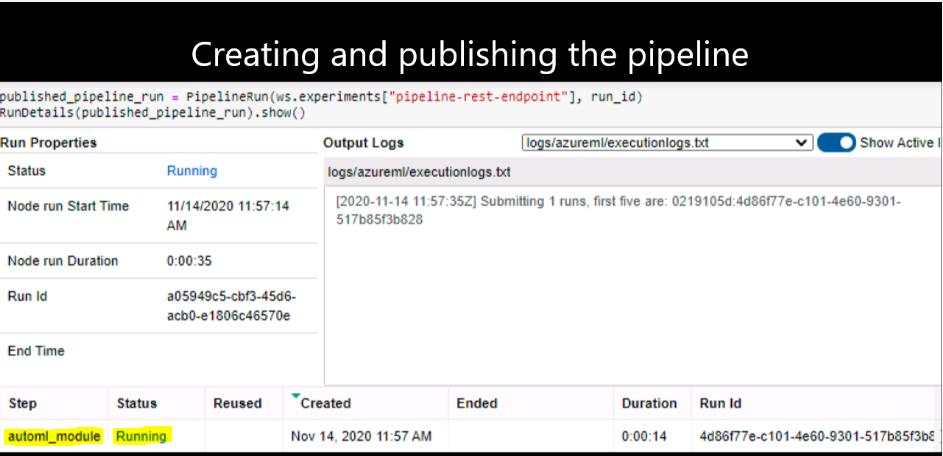 Creating and publishing the pipeline
published_pipeline_run = PipelineRun(ws.experiments["pipeline-rest-endpoint"], run_id)
RunDetails(published_pipeline_run).show()
Run Properties
Status Running
Node run Start Time 11/14/2020 11:57:14
AM
Node run Duration 0:00:35
Run Id a05949c5-cbf3-45d6-
acb0-e1806c46570e
End Time
Output Logs logs/azureml/executionlogs.txt Show Active
logs/azureml/executionlogs.txt
[2020-11-14 11:57:35Z] Submitting 1 runs, first five are: 0219105d:4d86f77e-c101-4e60-9301-
517b85f3b828
Step Status Reused Created Ended Duration Run Id
automl_module Running Nov 14, 2020 11:57 AM 0:00:14 4d86f77e-c101-4e60-9301-517b85f3b8